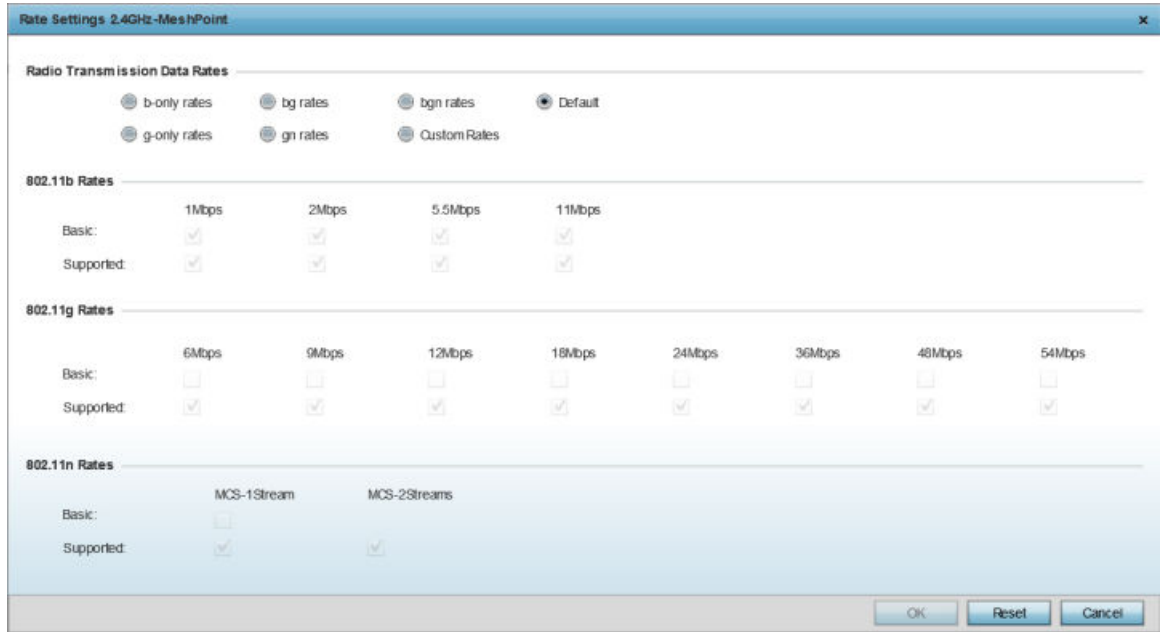 Rate Settings 2.4GHz-MeshPoint
Radio Transmission Data Rates
b-only rates bg rates bgn rates Default
g-only rates gn rates Custom Rates
802.11b Rates
1Mbps 2Mbps 5.5Mbps 11Mbps
Basic:
Supported:
802.11g Rates
6Mbps 9Mbps 12Mbps 18Mbps 24Mbps 36Mbps 48Mbps 54Mbps
Basic:
Supported:
802.11n Rates
MCS-1Stream MCS-2Streams
Basic:
Supported:
OK Reset Cancel